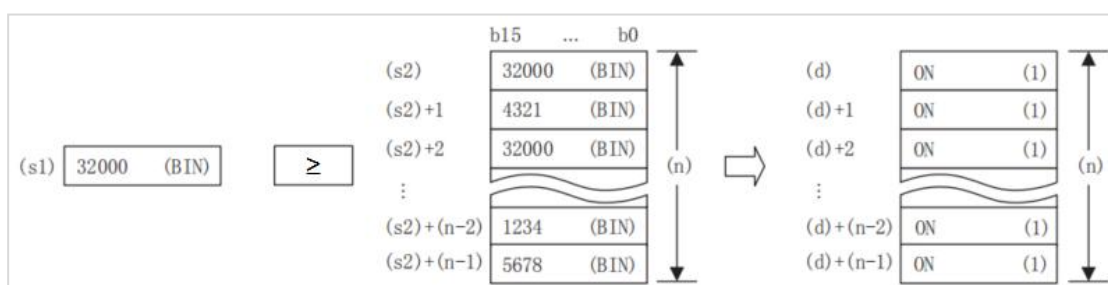 b15 ... b0
(s2) 32000 (BIN) (d) ON (1)
(s2)+1 4321 (BIN) (d)+1 ON (1)
(s1) 32000 (BIN) ≥ (s2)+2 32000 (BIN) (n) (d)+2 ON (1) (n)
⋮ ⋮
(s2)+(n-2) 1234 (BIN) (d)+(n-2) ON (1)
(s2)+(n-1) 5678 (BIN) (d)+(n-1) ON (1)